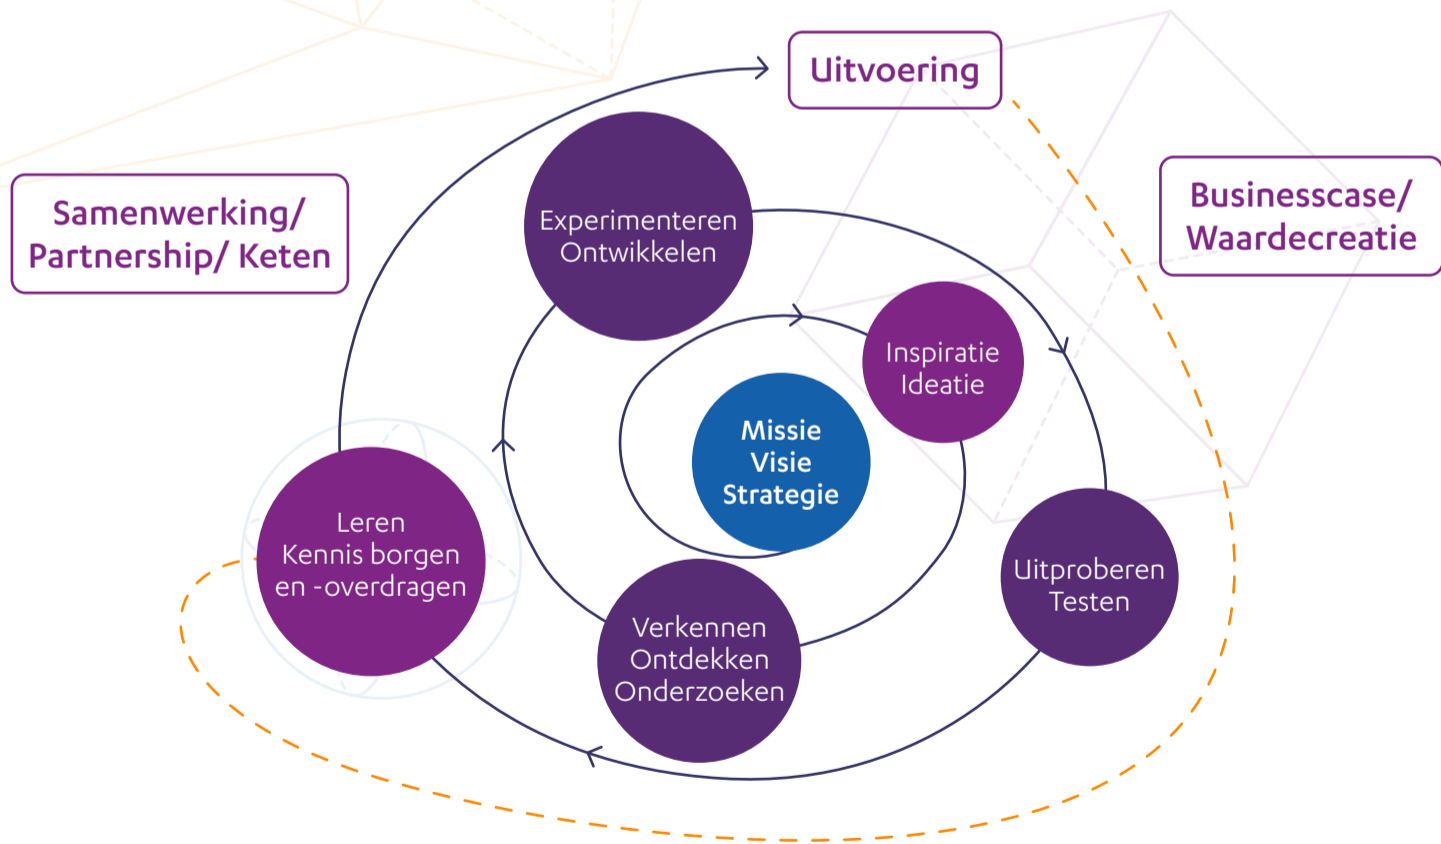 Uitvoering
Samenwerking/
Partnership/ Keten
Businesscase/
Waardecreatie
Experimenteren
Ontwikkelen
Inspiratie
Ideatie
Missie
Visie
Strategie
Leren
Kennis borgen
en -overdragen
Uitproberen
Testen
Verkennen
Ontdekken
Onderzoeken